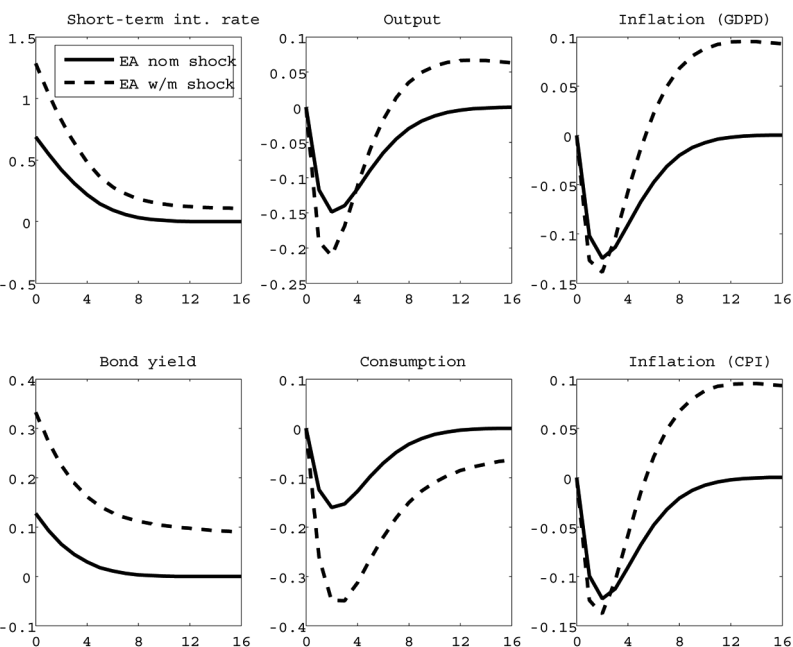 Short-term int. rate
Output
Inflation (GDPD)
1.5
1
0.5
0
-0.5
EA nom shock
EA w/m shock
0 4 8 12 16
0.1
0.05
0
-0.05
-0.1
-0.15
-0.2
-0.25
0 4 8 12 16
0.1
0.05
0
-0.05
-0.1
-0.15
0 4 8 12 16
Bond yield
Consumption
Inflation (CPI)
0.4
0.3
0.2
0.1
0
-0.1
0 4 8 12 16
0.1
0
-0.1
-0.2
-0.3
-0.4
0 4 8 12 16
0.1
0.05
0
-0.05
-0.1
-0.15
0 4 8 12 16